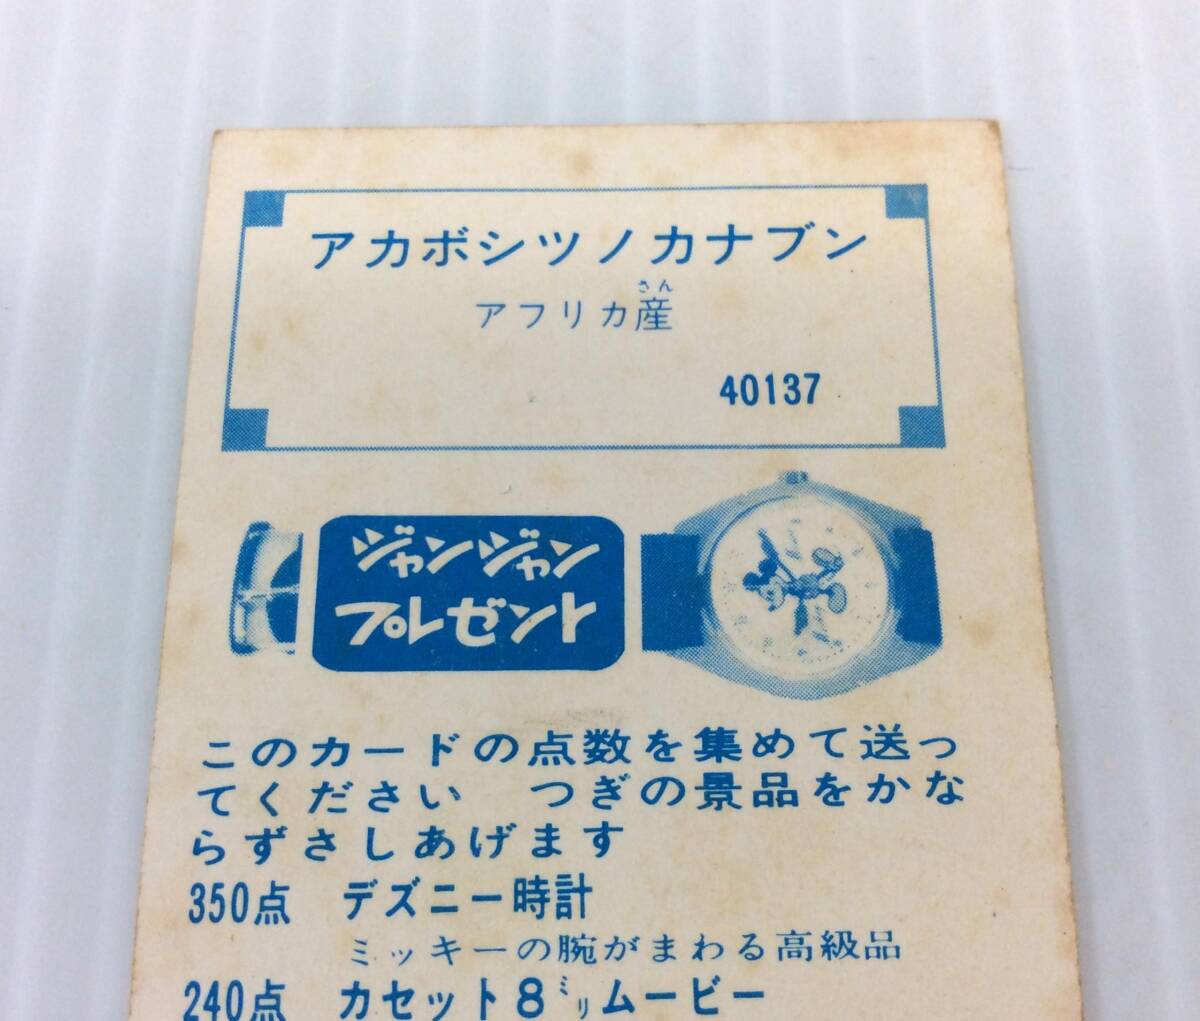 アカボシツノカナブン
さん
アフリカ産
40137
ジャンジャン
プレゼント
このカードの点数を集めて送っ
てください　つぎの景品をかな
らずさしあげます
350点　デズニー時計
ミッキーの腕がまわる高級品
240点　カセット8ミリムービー